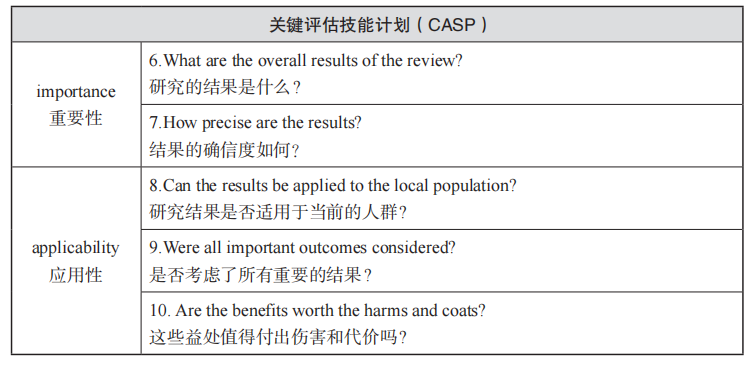 关键评估技能计划（CASP）
importance
重要性
6.What are the overall results of the review?
研究的结果是什么？
7.How precise are the results?
结果的确信度如何？
applicability
应用性
8.Can the results be applied to the local population?
研究结果是否适用于当前的人群？
9.Were all important outcomes considered?
是否考虑了所有重要的结果？
10. Are the benefits worth the harms and coats?
这些益处值得付出伤害和代价吗？